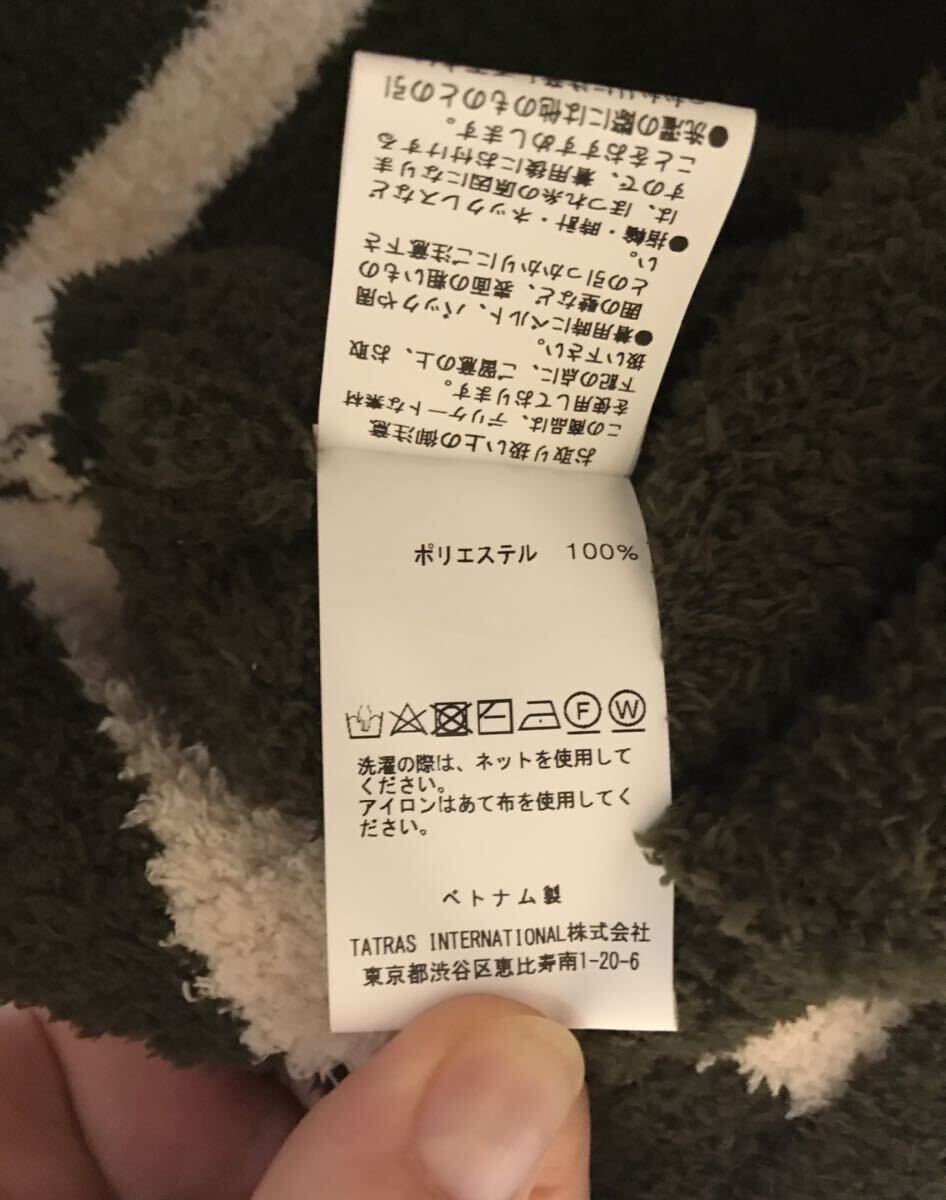 お取り扱い上の御注意
この商品は、デリケートな素材
を使用しております。
下記の点に、ご留意の上、お取
扱い下さい。
●着用時にベルト、バックや周
囲の壁など、表面の粗いもの
との引っかかりにご注意下さ
い。
●指輪・時計・ネックレスなど
は、ほつれ糸の原因になりま
すので、着用後にお付けする
ことをおすすめします。
●洗濯の際には他のものとの引
ポリエステル 100%
F W
洗濯の際は、ネットを使用して
ください。
アイロンはあて布を使用してく
ださい。
ベトナム製
TATRAS INTERNATIONAL株式会社
東京都渋谷区恵比寿南1-20-6